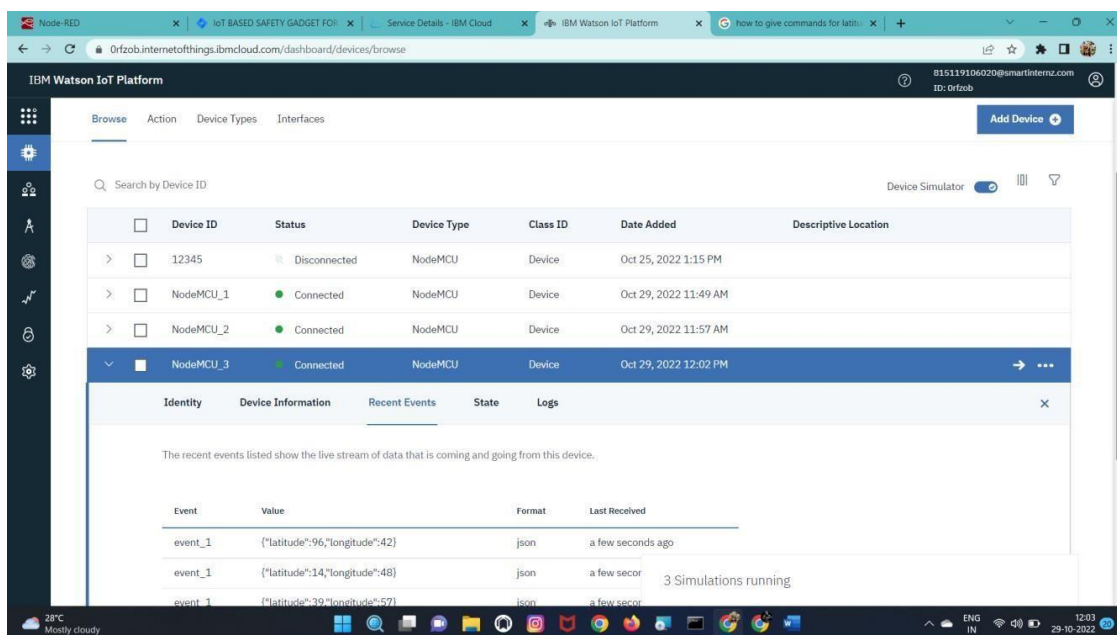 Node-RED
IoT BASED SAFETY GADGET FOR
Service Details - IBM Cloud
IBM Watson IoT Platform
how to give commands for latitu
0rfzob.internetofthings.ibmcloud.com/dashboard/devices/browse
IBM Watson IoT Platform
815119106020@smartinternz.com
ID: 0rfzob
Browse Action Device Types Interfaces
Add Device
Search by Device ID
Device Simulator
Device ID Status Device Type Class ID Date Added Descriptive Location
12345 Disconnected NodeMCU Device Oct 25, 2022 1:15 PM
NodeMCU_1 Connected NodeMCU Device Oct 29, 2022 11:49 AM
NodeMCU_2 Connected NodeMCU Device Oct 29, 2022 11:57 AM
NodeMCU_3 Connected NodeMCU Device Oct 29, 2022 12:02 PM
Identity Device Information Recent Events State Logs
The recent events listed show the live stream of data that is coming and going from this device.
Event Value Format Last Received
event_1 {"latitude":96,"longitude":42} json a few seconds ago
event_1 {"latitude":14,"longitude":48} json a few secor
3 Simulations running
event_1 {"latitude":39,"longitude":57} json a few secor
28°C
Mostly cloudy
ENG
IN
12:03
29-10-2022
20